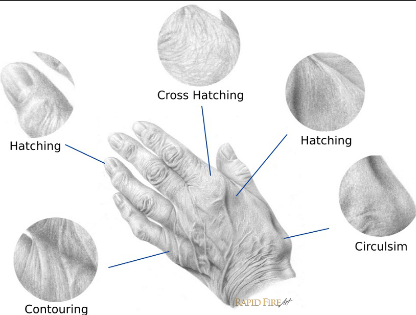 Cross Hatching
Hatching
Hatching
Circulsim
Contouring
RAPID FIRE Art